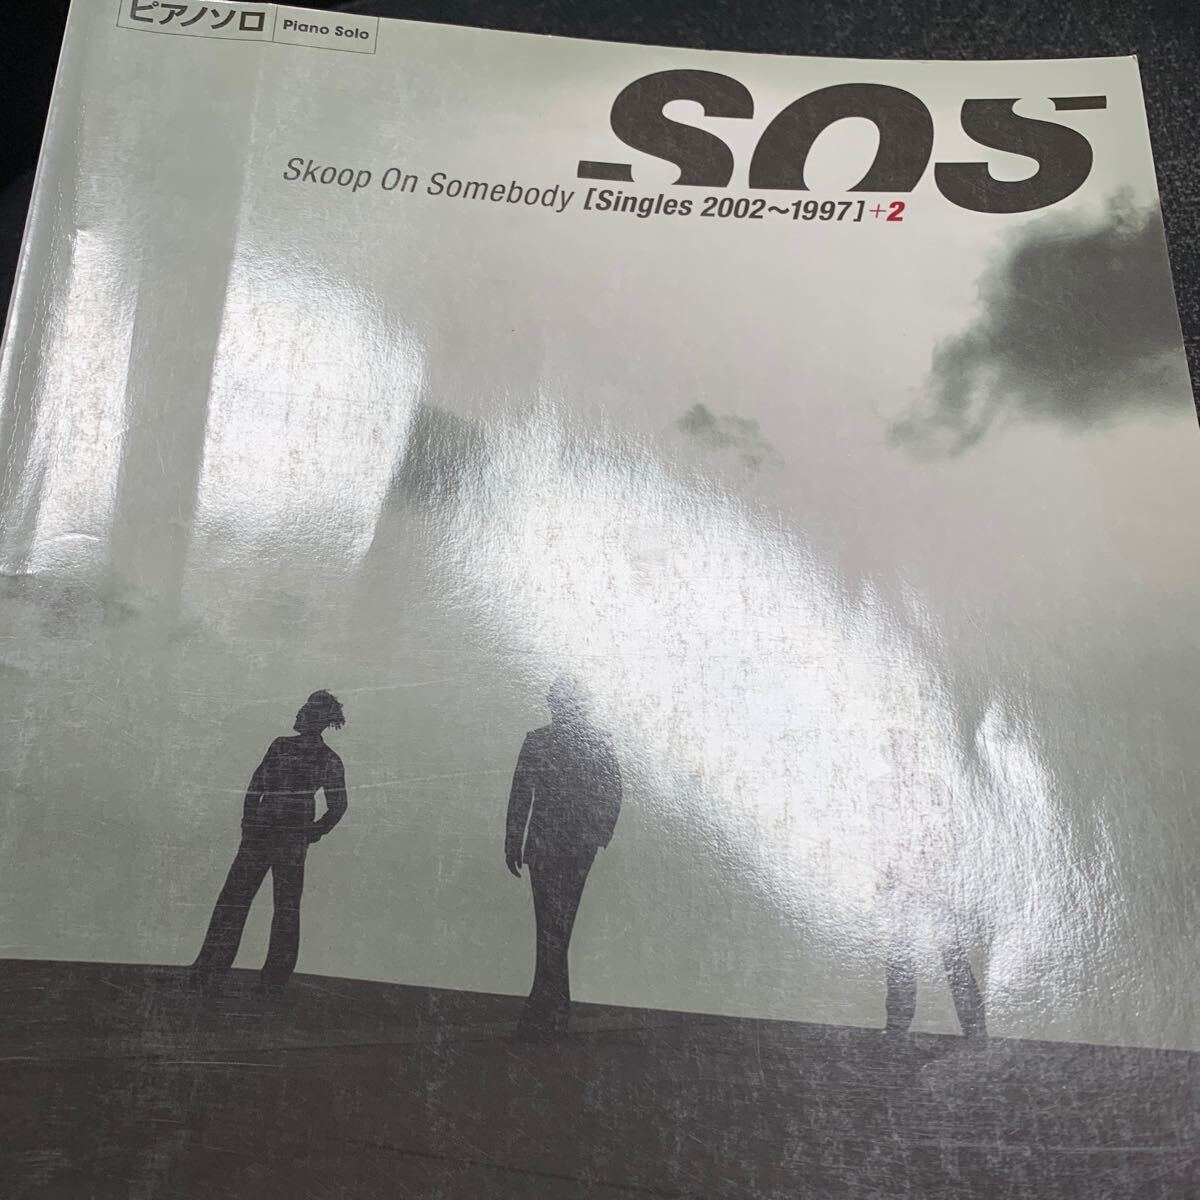 ピアノソロ Piano Solo
SOS
Skoop On Somebody [Singles 2002~1997]+2